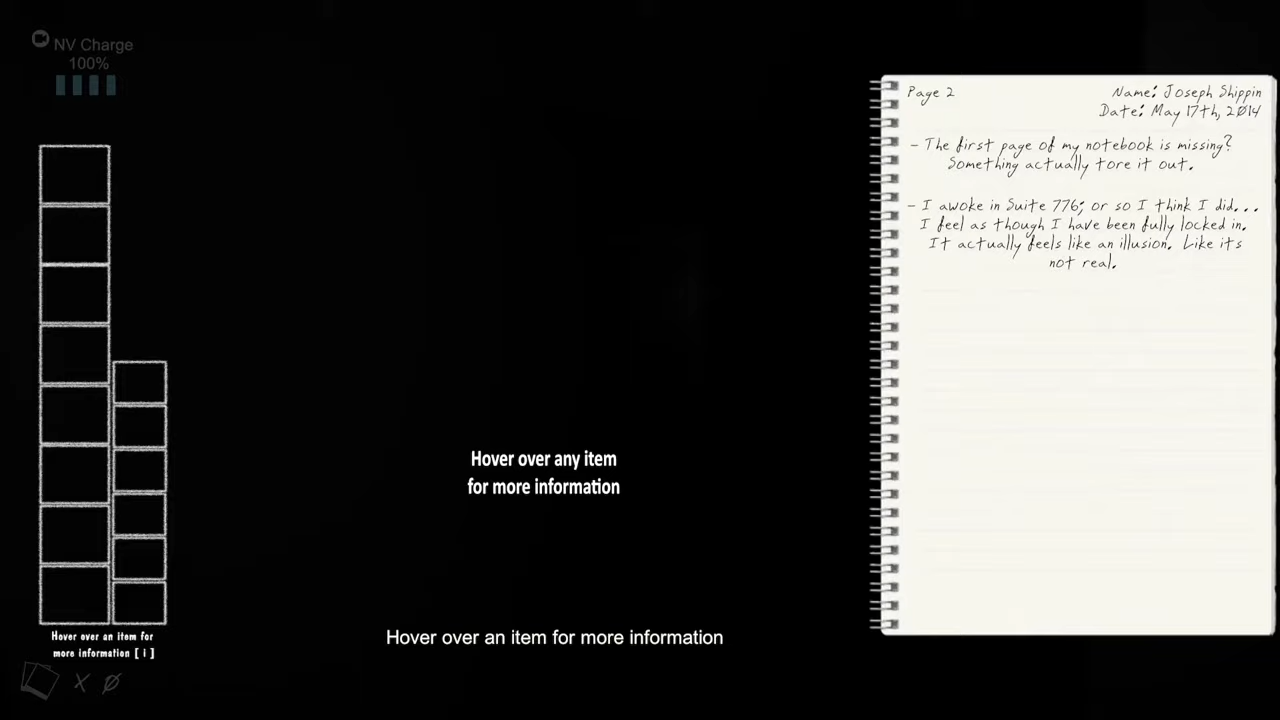 NV Charge
100%
Page 2
Name: Joseph Shippin
Date: May 17th, 2014
- The first page of my notebook is missing?
Something actually tore it out.
- I awoke in Suite 776; or so I think I did...
I feel as though I have been fully locked in.
It actually feels like an illusion. Like its
not real.
Hover over any item
for more information
Hover over an item for more information
Hover over an item for
more information [ i ]
X 0